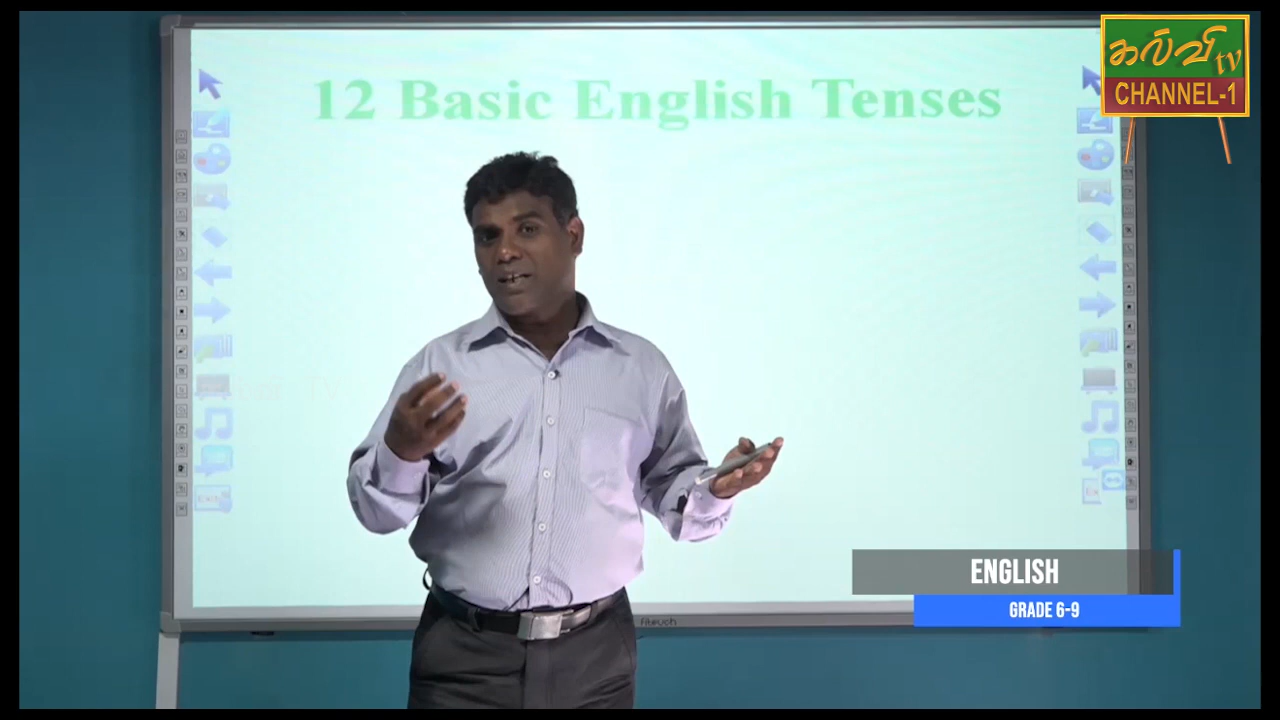 கல்வி tv
CHANNEL-1
12 Basic English Tenses
ENGLISH
GRADE 6-9